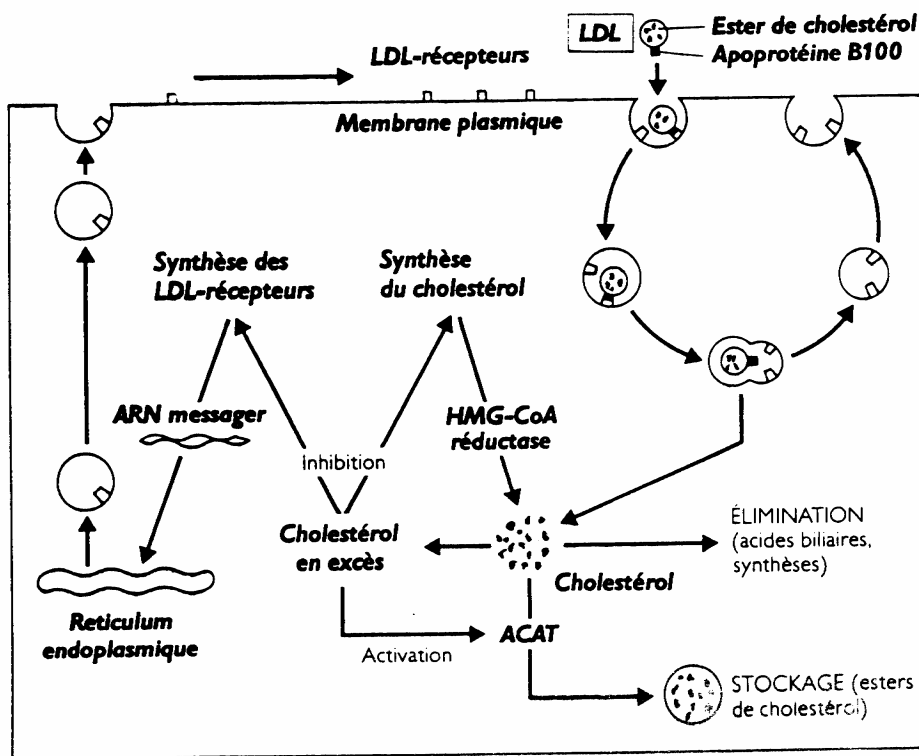 LDL
Ester de cholestérol
Apoprotéine B100
LDL-récepteurs
Membrane plasmique
Synthèse des
LDL-récepteurs
Synthèse
du cholestérol
ARN messager
HMG-CoA
réductase
Inhibition
Cholestérol
en excès
Cholestérol
ÉLIMINATION
(acides biliaires,
synthèses)
Reticulum
endoplasmique
Activation
ACAT
STOCKAGE (esters
de cholestérol)